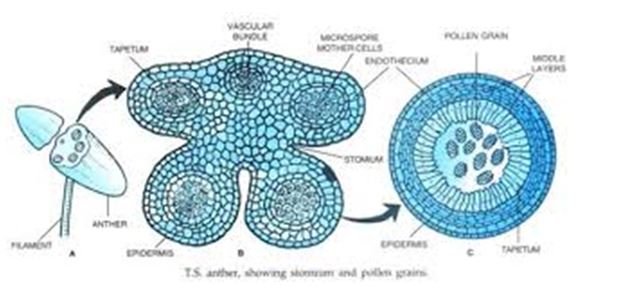 VASCULAR
BUNDLE
TAPETUM
MICROSPORE
MOTHER-CELLS
ENDOTHECIUM
POLLEN GRAIN
MIDDLE
LAYERS
STOMIUM
ANTHER
FILAMENT
A
EPIDERMIS
B
EPIDERMIS
C
TAPETUM
T.S. anther, showing stomium and pollen grains.